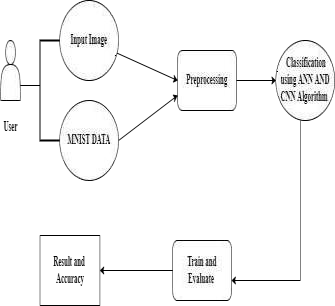 Input Image
User
MNIST DATA
Preprocessing
Classification
using ANN AND
CNN Algorithm
Train and
Evaluate
Result and
Accuracy